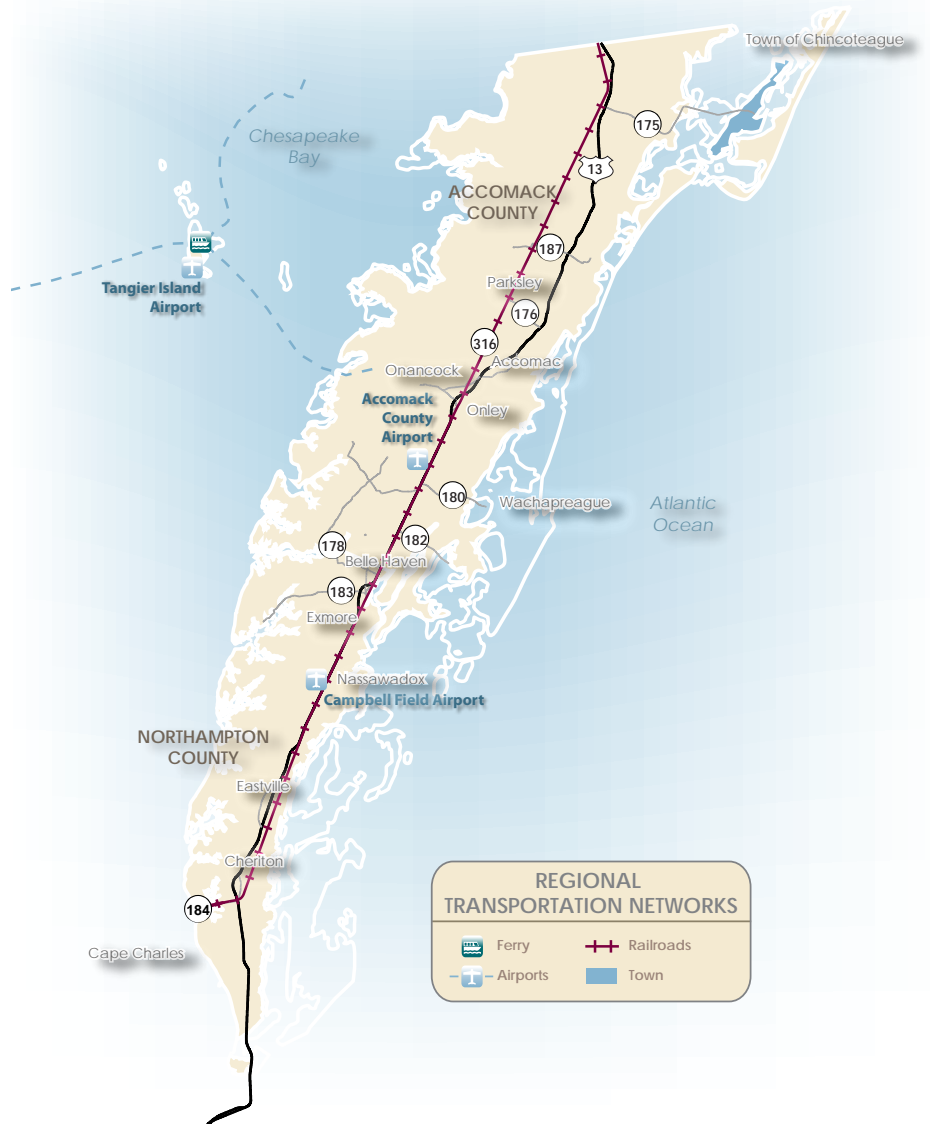 Town of Chincoteague
Chesapeake
Bay
175
13
ACCOMACK
COUNTY
187
Tangier Island
Airport
Parksley
176
316
Accomac
Onancock
Accomack
County
Airport
Onley
180
Wachapreague
Atlantic
Ocean
178
182
Belle Haven
183
Exmore
Nassawadox
Campbell Field Airport
NORTHAMPTON
COUNTY
Eastville
Cheriton
184
Cape Charles
REGIONAL
TRANSPORTATION NETWORKS
Ferry
Railroads
Airports
Town